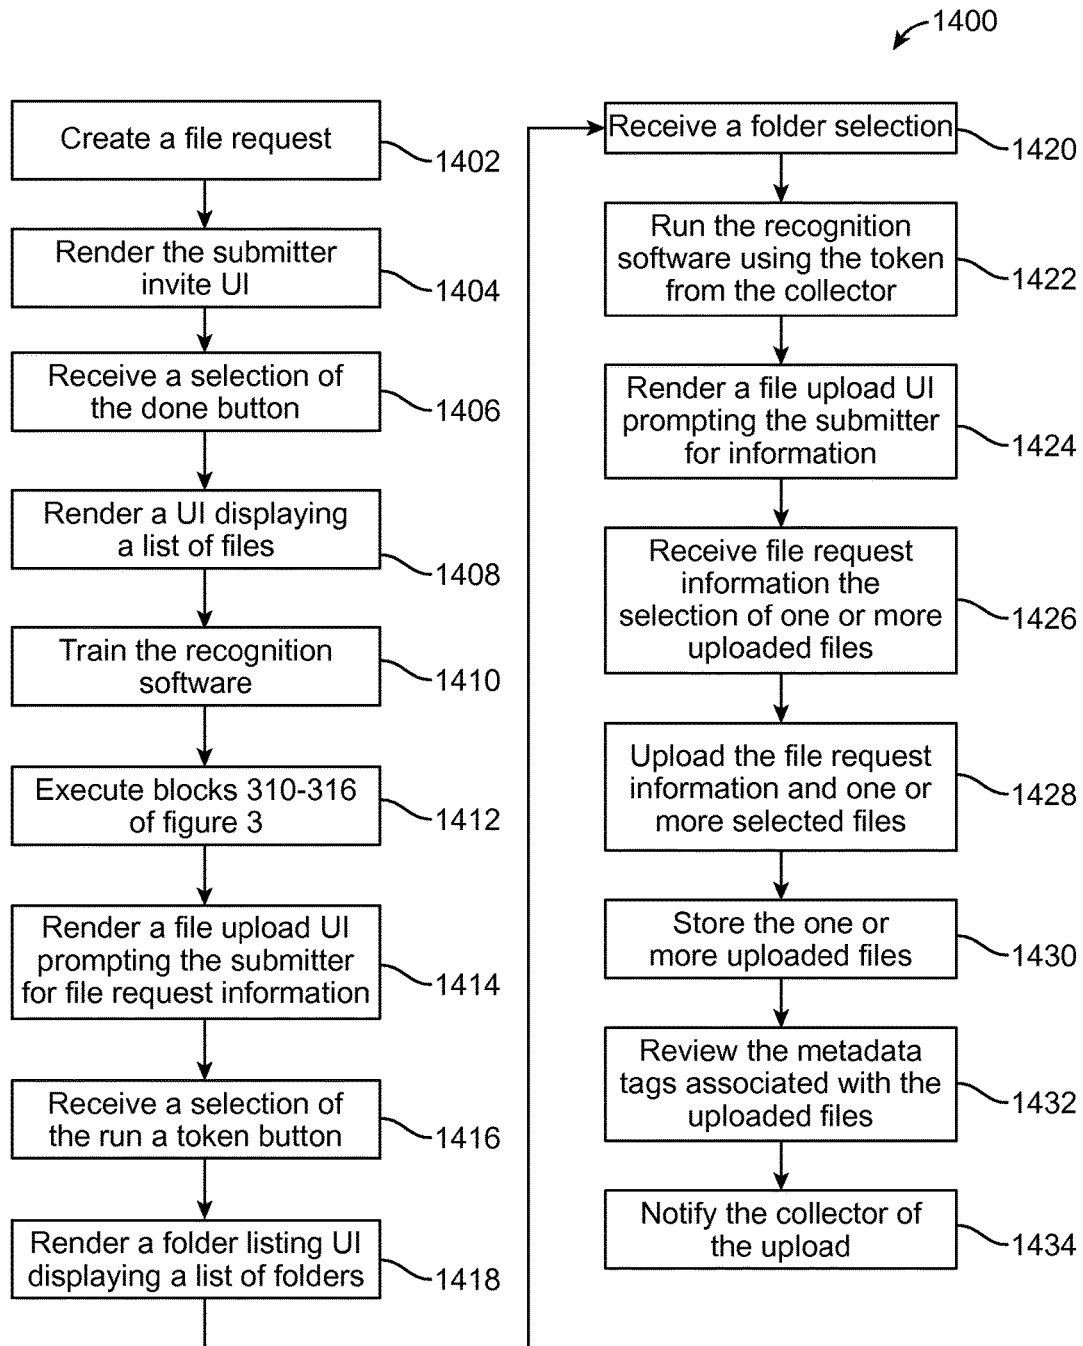 1400
Create a file request
1402
Render the submitter
invite UI
1404
Receive a selection of
the done button
1406
Render a UI displaying
a list of files
1408
Train the recognition
software
1410
Execute blocks 310-316
of figure 3
1412
Render a file upload UI
prompting the submitter
for file request information
1414
Receive a selection of
the run a token button
1416
Render a folder listing UI
displaying a list of folders
1418
Receive a folder selection
1420
Run the recognition
software using the token
from the collector
1422
Render a file upload UI
prompting the submitter
for information
1424
Receive file request
information the
selection of one or more
uploaded files
1426
Upload the file request
information and one or
more selected files
1428
Store the one or
more uploaded files
1430
Review the metadata
tags associated with the
uploaded files
1432
Notify the collector of
the upload
1434